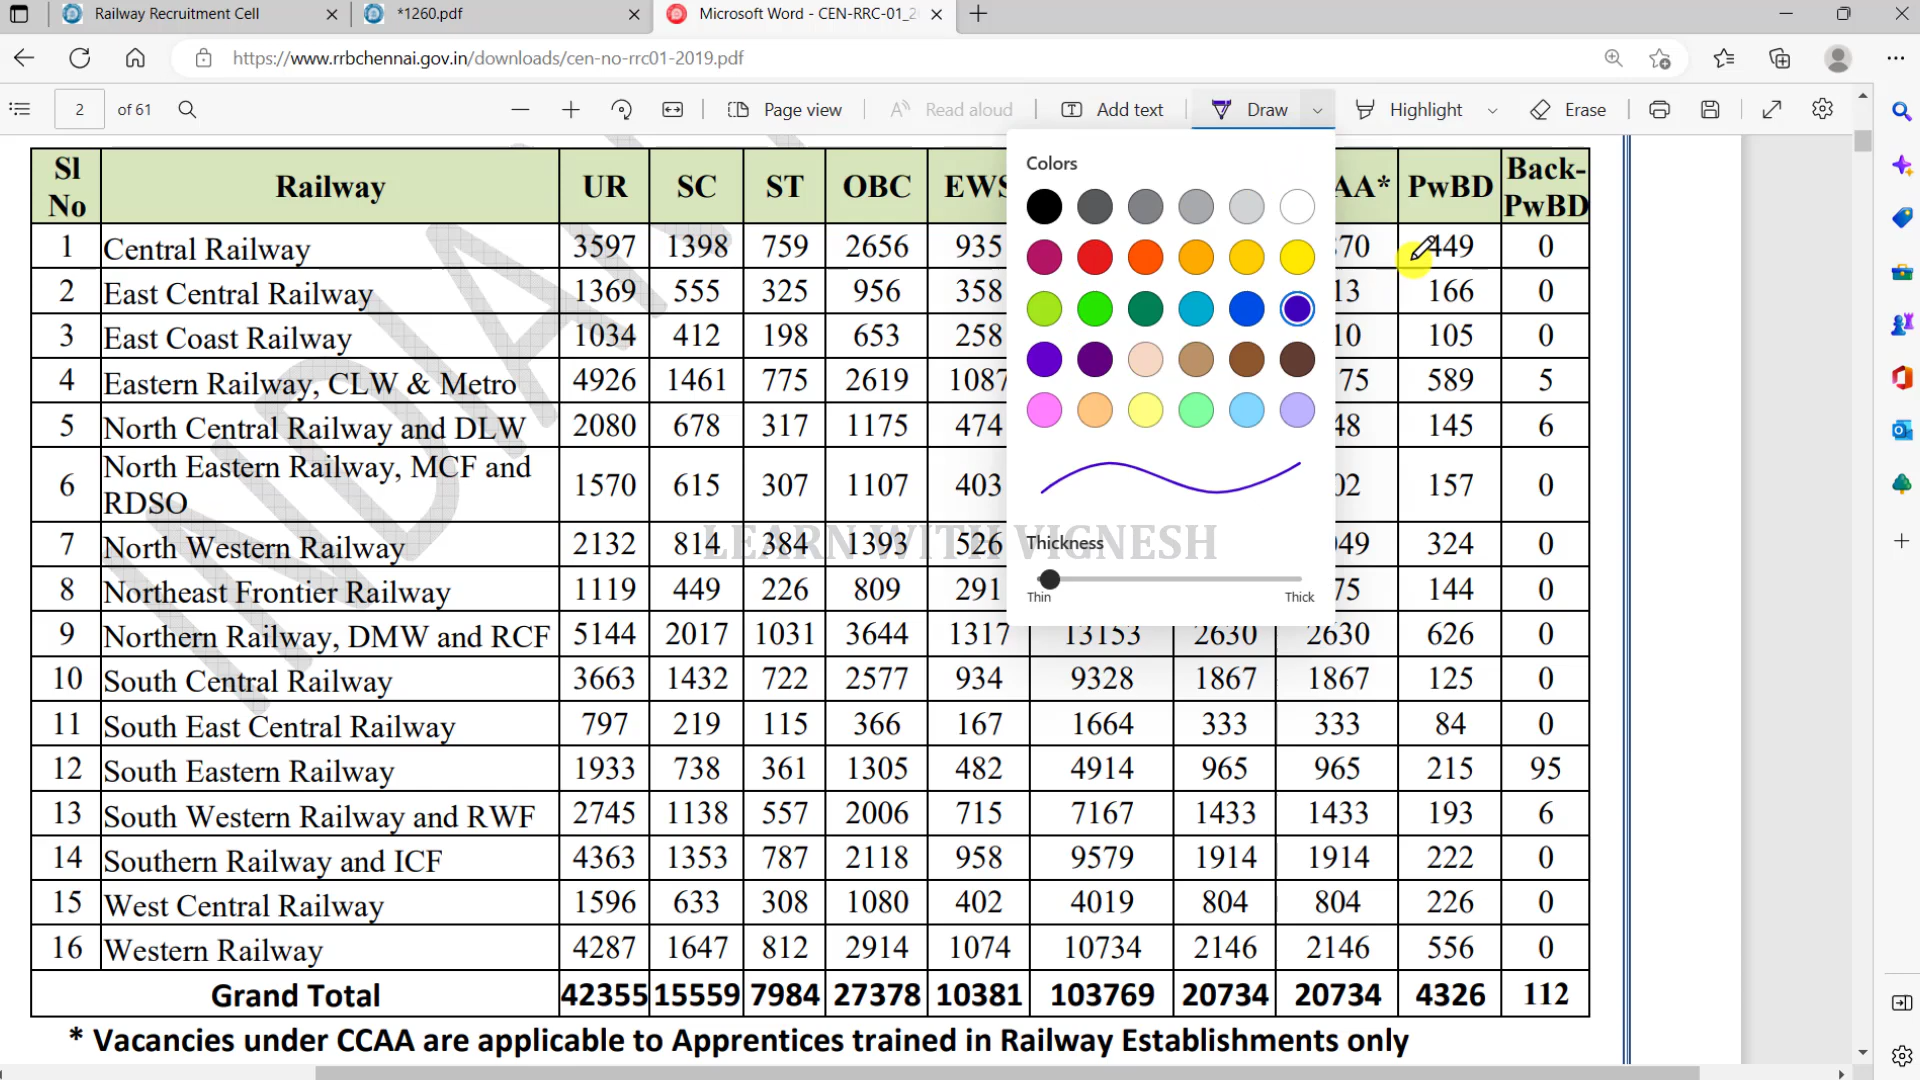 Railway Recruitment Cell
*1260.pdf
Microsoft Word - CEN-RRC-01_2
https://www.rrbchennai.gov.in/downloads/cen-no-rrc01-2019.pdf
2 of 61 Page view Read aloud Add text Draw Highlight Erase
Sl No Railway UR SC ST OBC EWS AA* PwBD Back-PwBD
1 Central Railway 3597 1398 759 2656 935 70 449 0
2 East Central Railway 1369 555 325 956 358 13 166 0
3 East Coast Railway 1034 412 198 653 258 10 105 0
4 Eastern Railway, CLW & Metro 4926 1461 775 2619 1087 75 589 5
5 North Central Railway and DLW 2080 678 317 1175 474 48 145 6
6 North Eastern Railway, MCF and RDSO 1570 615 307 1107 403 02 157 0
7 North Western Railway 2132 814 384 1393 526 49 324 0
8 Northeast Frontier Railway 1119 449 226 809 291 75 144 0
9 Northern Railway, DMW and RCF 5144 2017 1031 3644 1317 13153 2630 2630 626 0
10 South Central Railway 3663 1432 722 2577 934 9328 1867 1867 125 0
11 South East Central Railway 797 219 115 366 167 1664 333 333 84 0
12 South Eastern Railway 1933 738 361 1305 482 4914 965 965 215 95
13 South Western Railway and RWF 2745 1138 557 2006 715 7167 1433 1433 193 6
14 Southern Railway and ICF 4363 1353 787 2118 958 9579 1914 1914 222 0
15 West Central Railway 1596 633 308 1080 402 4019 804 804 226 0
16 Western Railway 4287 1647 812 2914 1074 10734 2146 2146 556 0
Grand Total 42355 15559 7984 27378 10381 103769 20734 20734 4326 112
* Vacancies under CCAA are applicable to Apprentices trained in Railway Establishments only
Colors
Thickness
Thin Thick
LEARN WITH VIGNESH
INDIAN